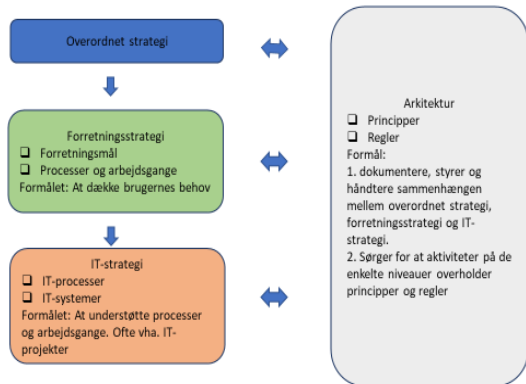 Overordnet strategi
Forretningsstrategi
❑ Forretningsmål
❑ Processer og arbejdsgange
Formålet: At dække brugernes behov
IT-strategi
❑ IT-processer
❑ IT-systemer
Formålet: At understøtte processer
og arbejdsgange. Ofte vha. IT-
projekter
Arkitektur
❑ Principper
❑ Regler
Formål:
1. dokumentere, styrer og
håndtere sammenhængen
mellem overordnet strategi,
forretningsstrategi og IT-
strategi.
2. Sørger for at aktiviteter på de
enkelte niveauer overholder
principper og regler